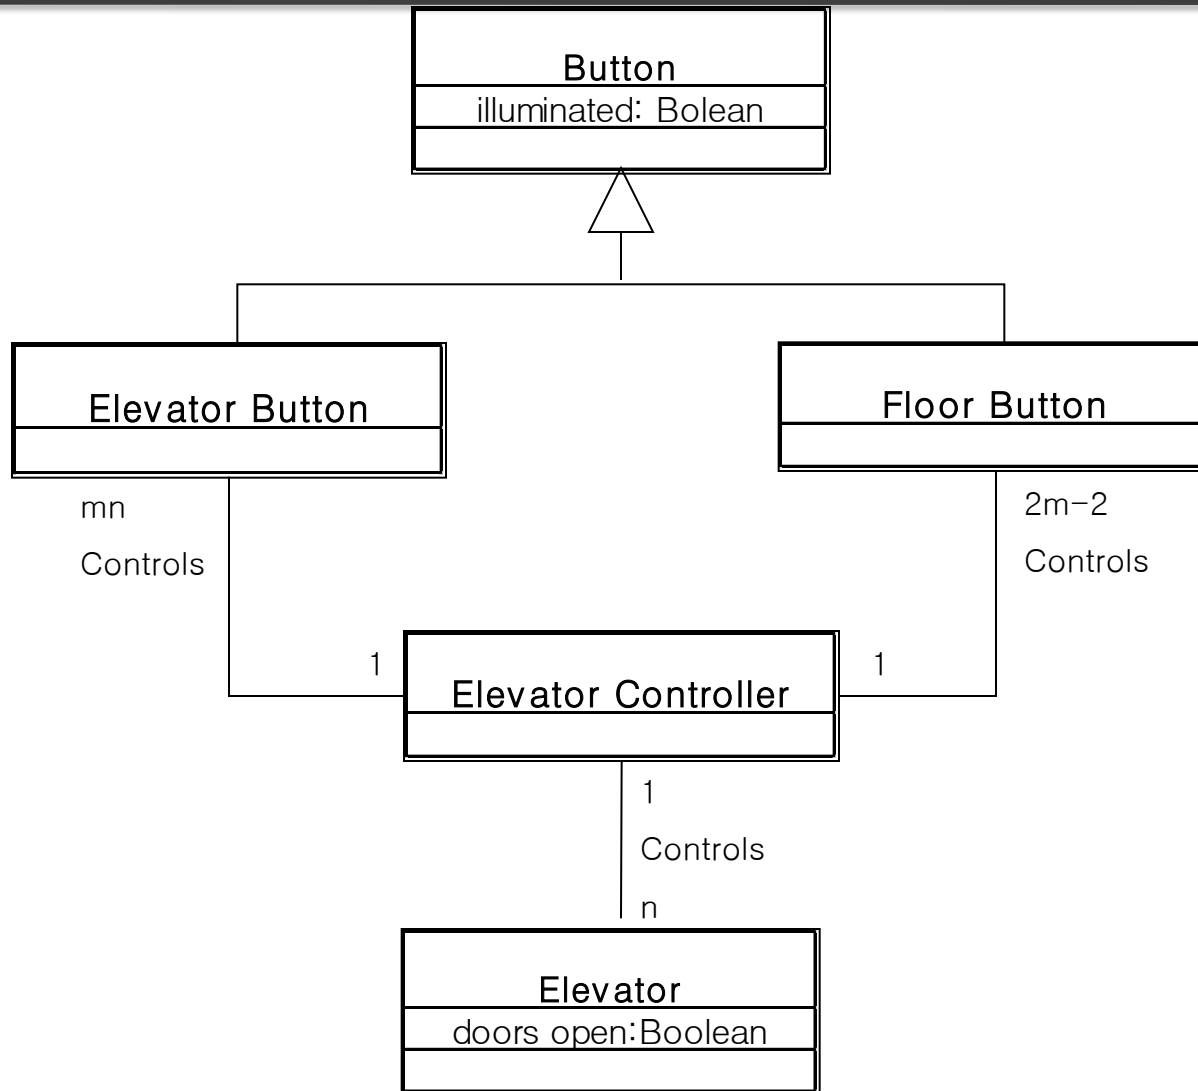 Button
illuminated: Bolean
Elevator Button
Floor Button
mn
Controls
2m-2
Controls
1
Elevator Controller
1
1
Controls
n
Elevator
doors open:Boolean